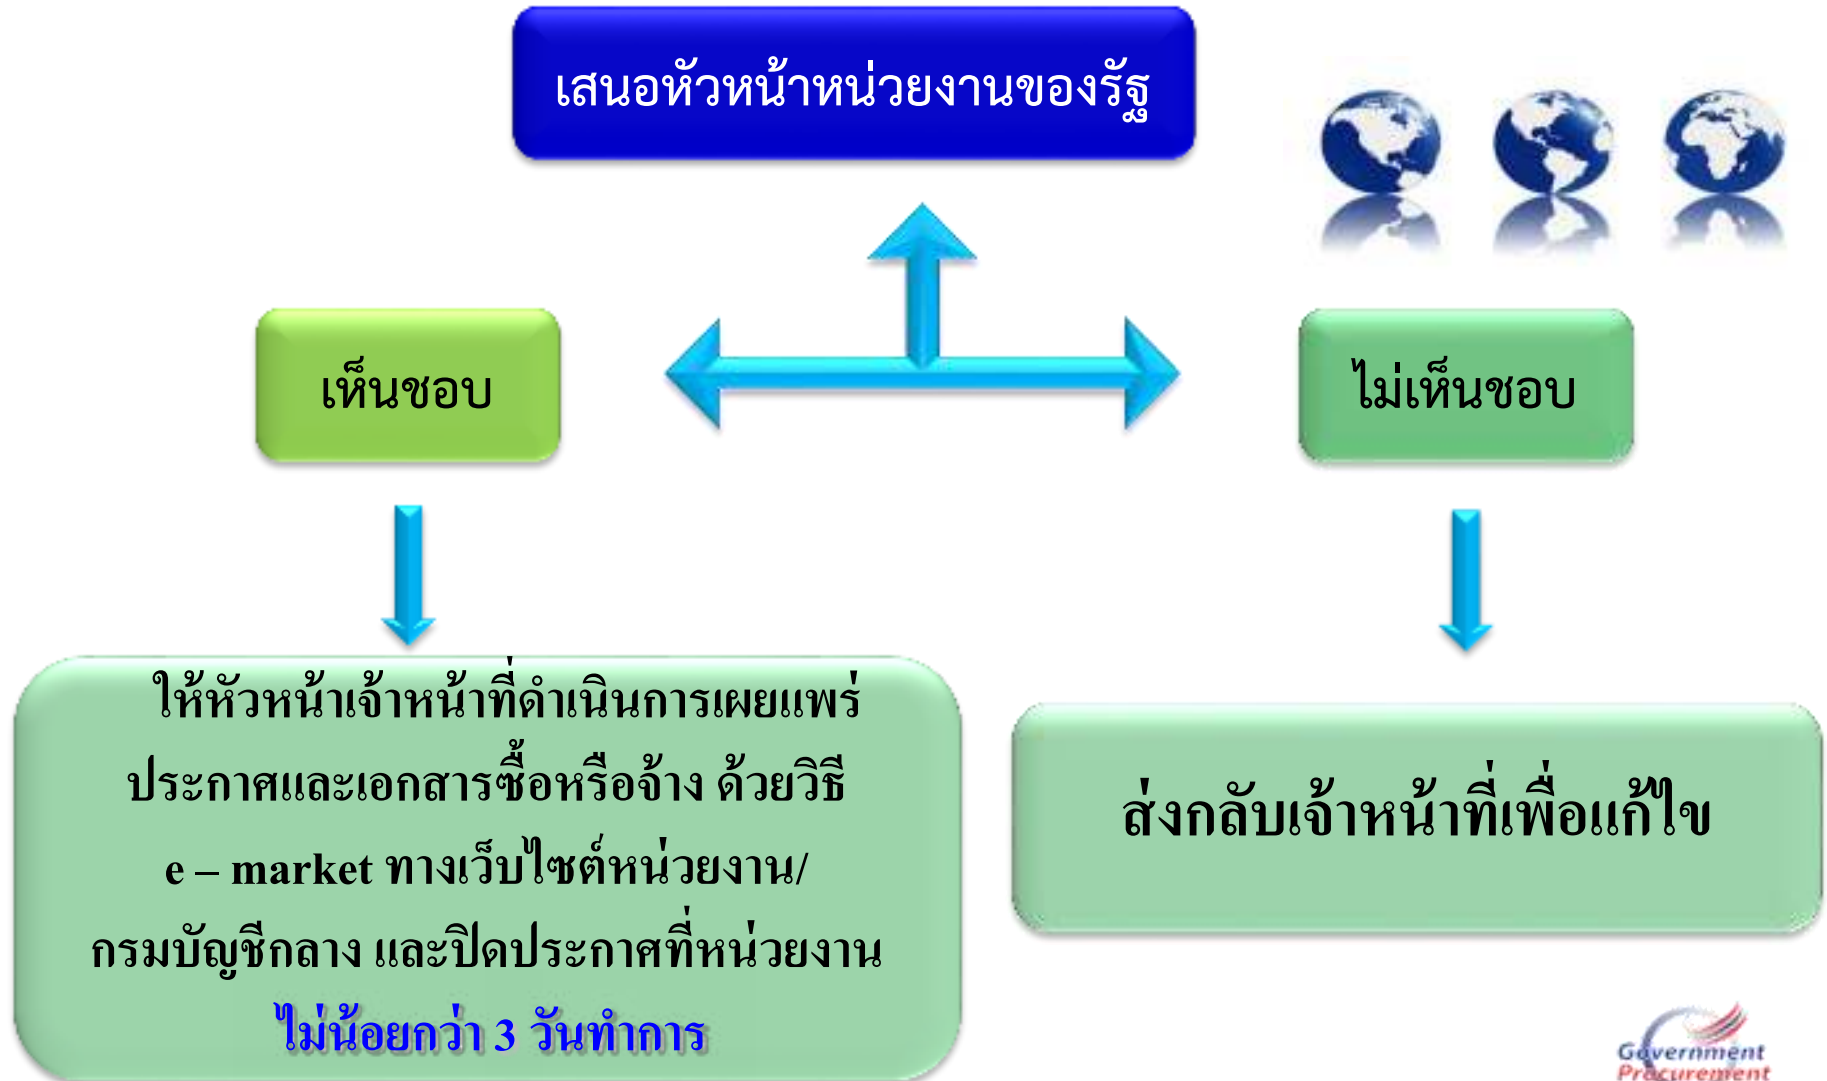 เสนอหัวหน้าหน่วยงานของรัฐ
เห็นชอบ
ไม่เห็นชอบ
ให้หัวหน้าเจ้าหน้าที่ดำเนินการเผยแพร่
ประกาศและเอกสารซื้อหรือจ้าง ด้วยวิธี
e – market ทางเว็บไซต์หน่วยงาน/
กรมบัญชีกลาง และปิดประกาศที่หน่วยงาน
ไม่น้อยกว่า 3 วันทำการ
ส่งกลับเจ้าหน้าที่เพื่อแก้ไข
Government
Procurement